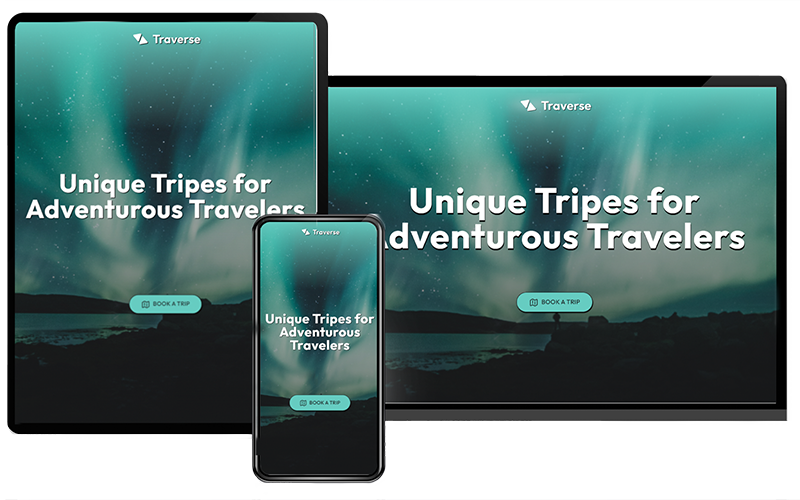 Traverse
Unique Tripes for
Adventurous Travelers
BOOK A TRIP
Traverse
Unique Tripes for
Adventurous
Travelers
BOOK A TRIP
Traverse
Unique Tripes for
dventurous Travelers
BOOK A TRIP